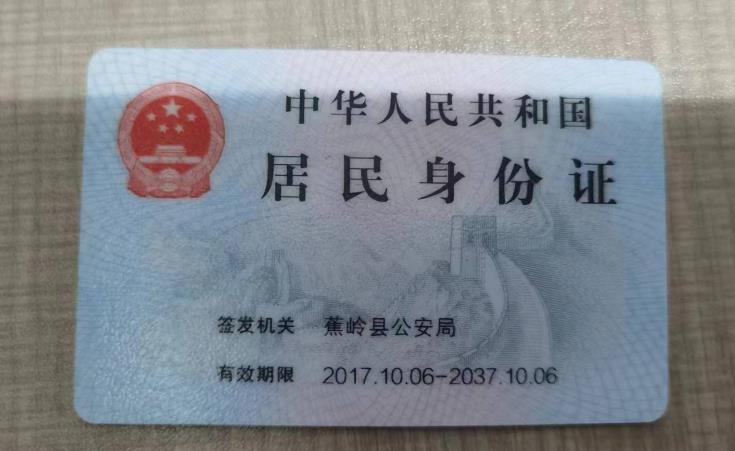 中华人民共和国
居民身份证
签发机关 蕉岭县公安局
有效期限 2017.10.06-2037.10.06